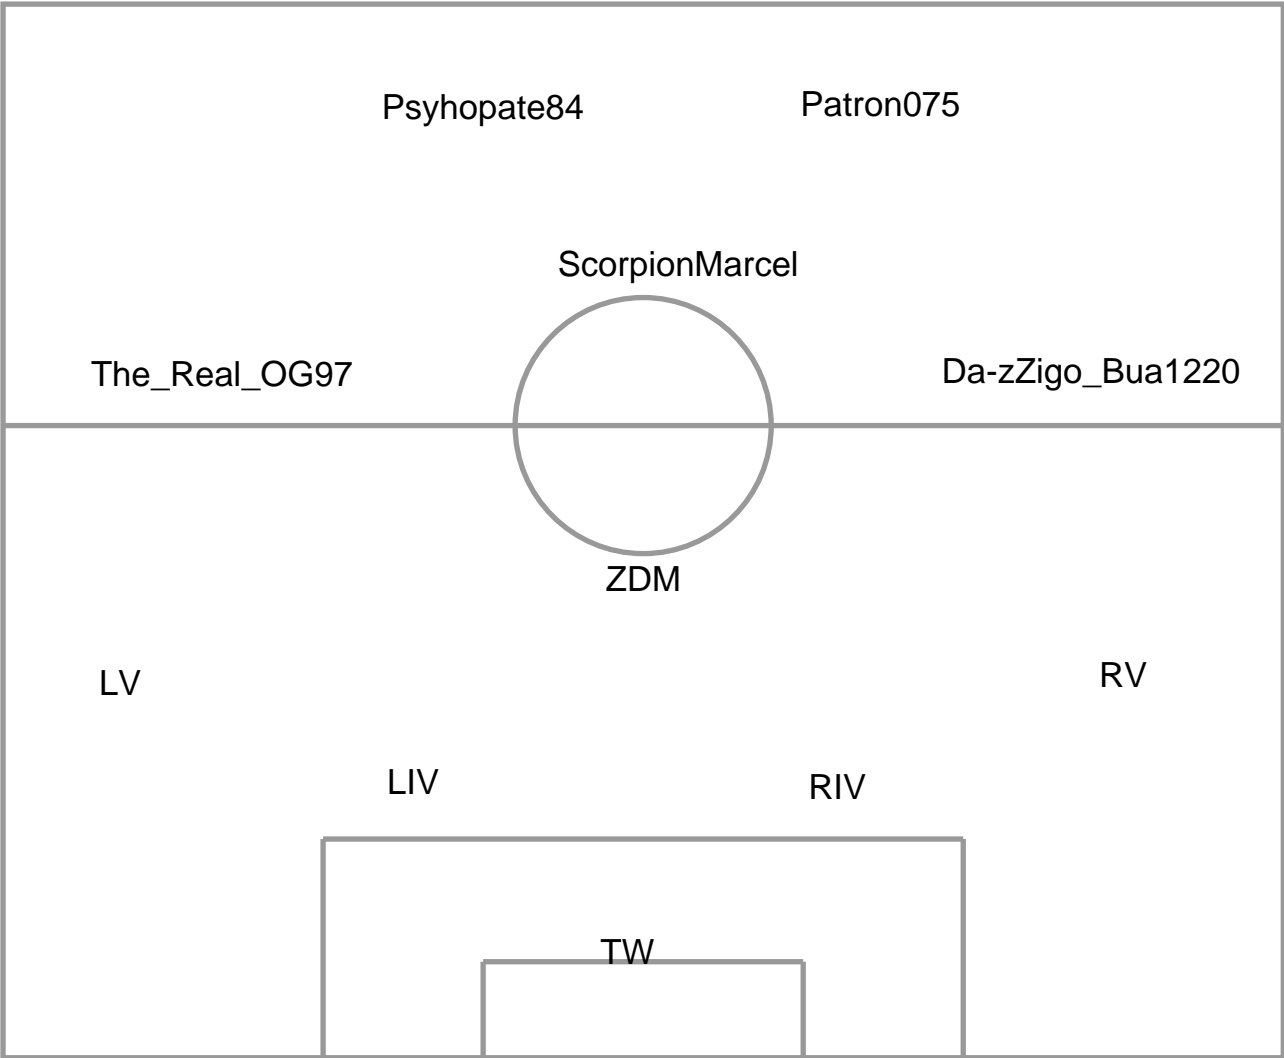 Psyhopate84
Patron075
ScorpionMarcel
The_Real_OG97
Da-zZigo_Bua1220
ZDM
LV
RV
LIV
RIV
TW